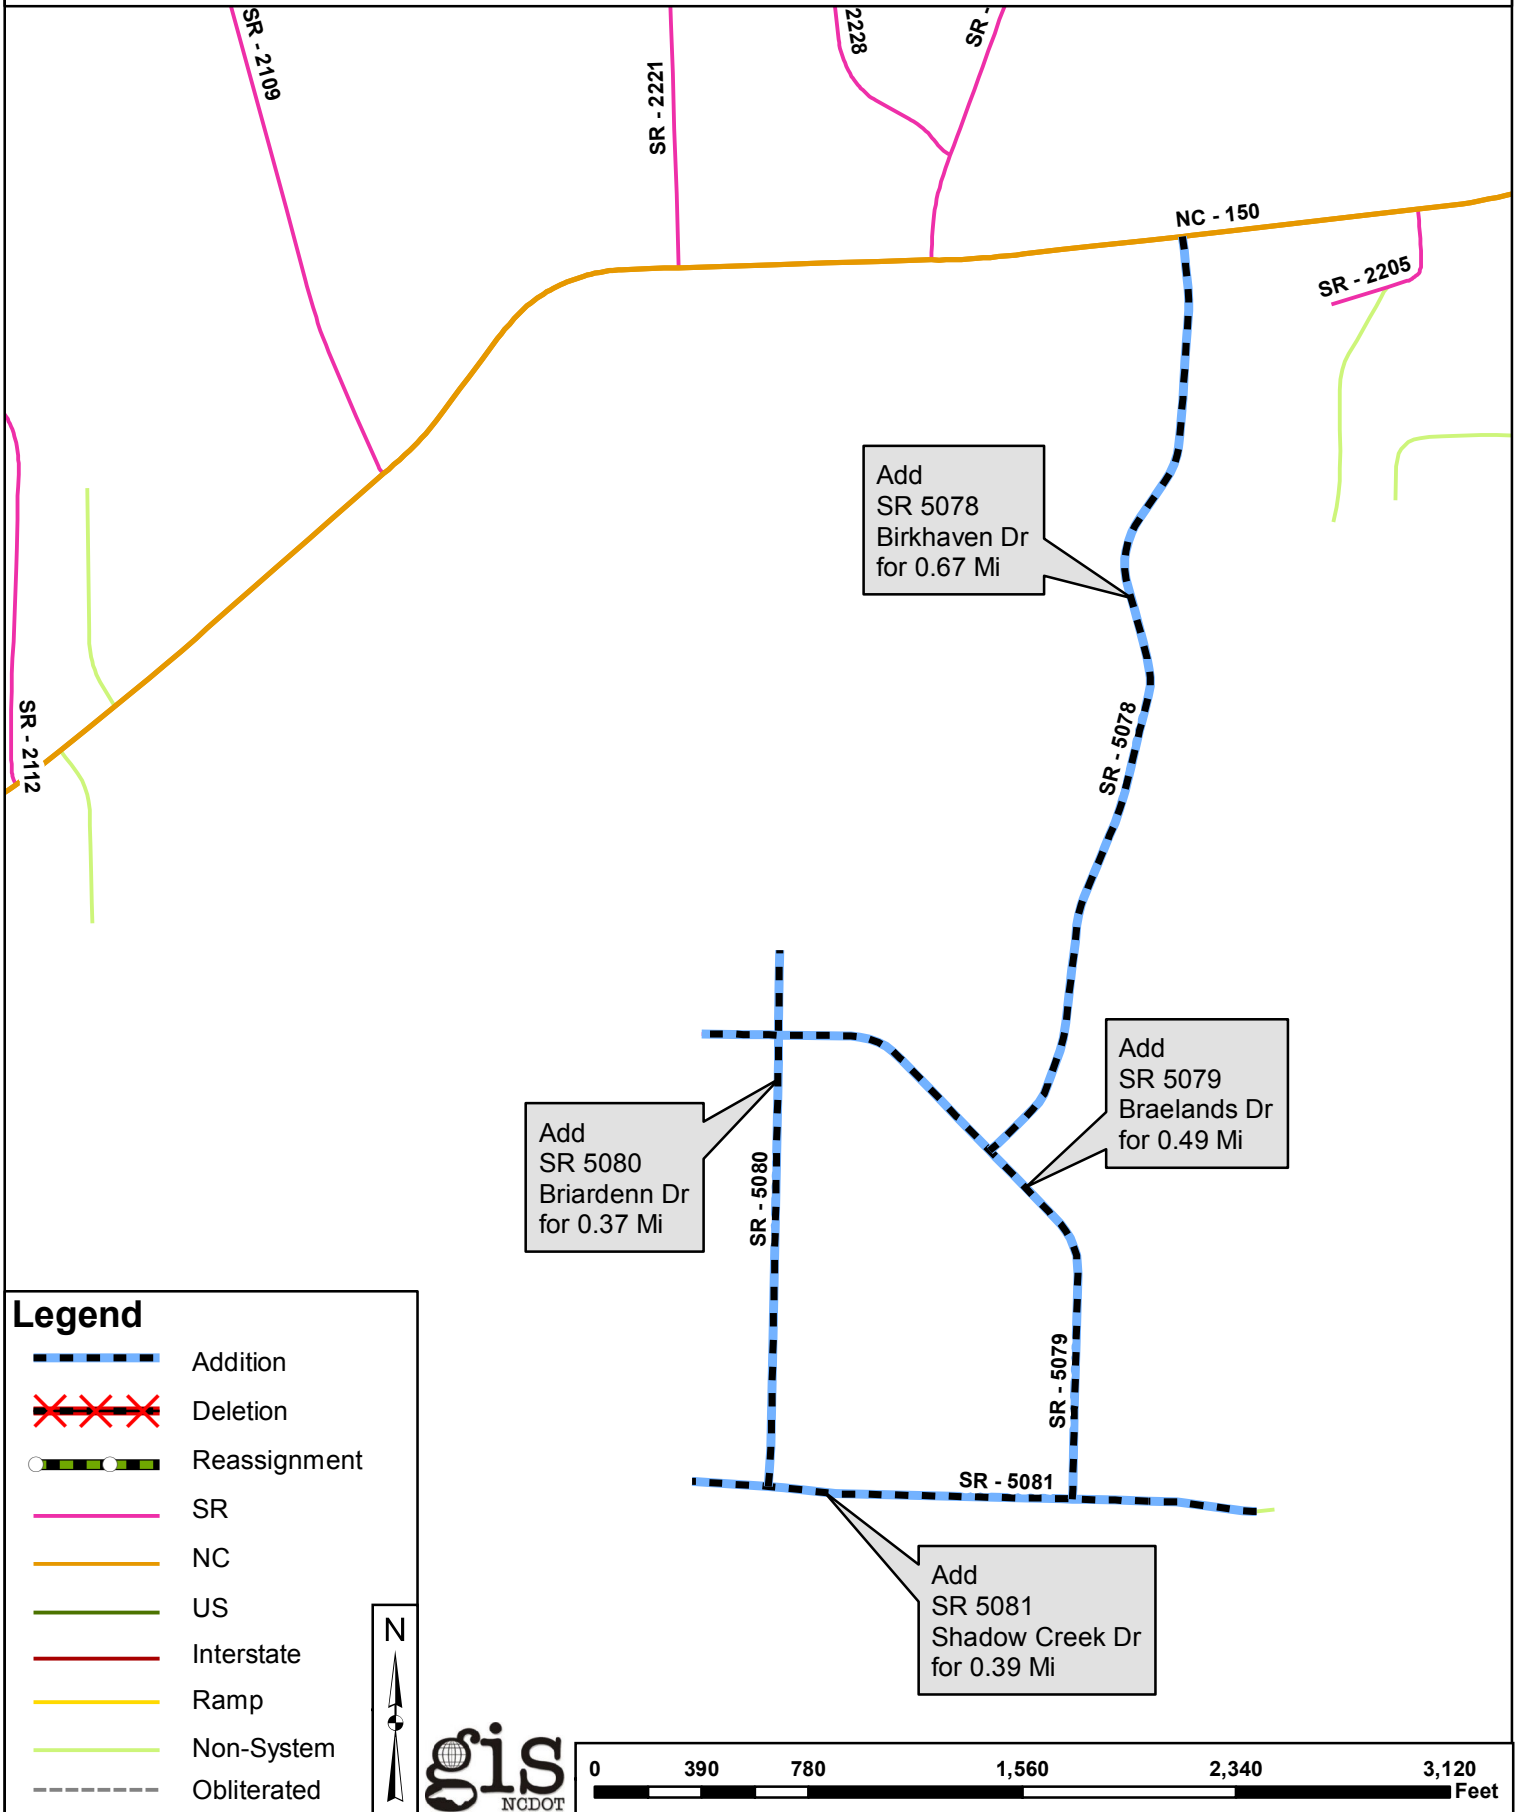 SR - 2109
SR - 2221
2228
SR -
NC - 150
SR - 2205
Add
SR 5078
Birkhaven Dr
for 0.67 Mi
SR - 2112
SR - 5078
Add
SR 5079
Braelands Dr
for 0.49 Mi
Add
SR 5080
Briardenn Dr
for 0.37 Mi
SR - 5080
SR - 5079
SR - 5081
Add
SR 5081
Shadow Creek Dr
for 0.39 Mi
Legend
Addition
Deletion
Reassignment
SR
NC
US
Interstate
Ramp
Non-System
Obliterated
N
gis
NCDOT
0 390 780 1,560 2,340 3,120
Feet